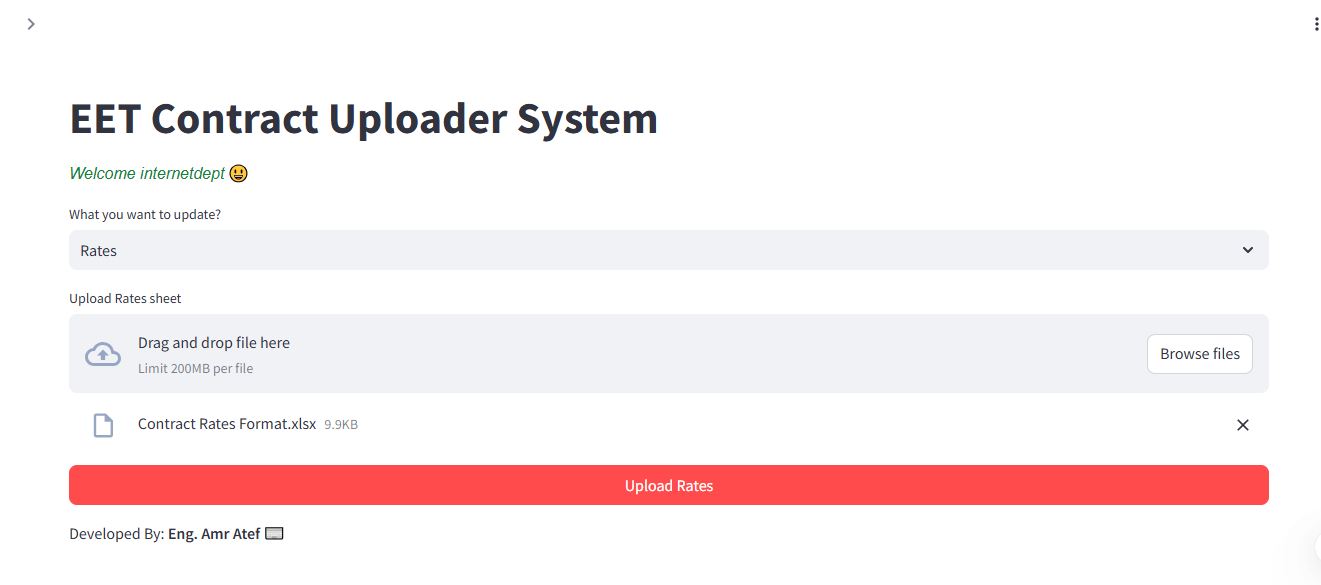 EET Contract Uploader System
Welcome internetdept 😃
What you want to update?
Rates
Upload Rates sheet
Drag and drop file here
Limit 200MB per file
Browse files
Contract Rates Format.xlsx 9.9KB
Upload Rates
Developed By: Eng. Amr Atef ⌨️